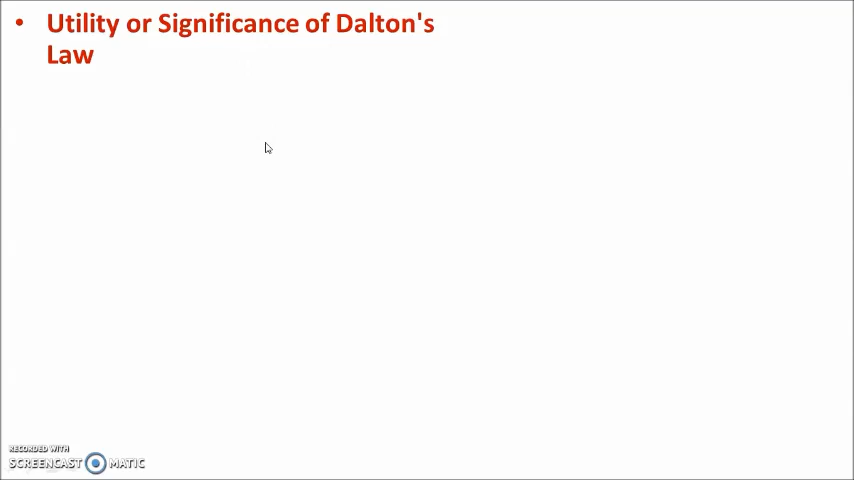 • Utility or Significance of Dalton's
Law
RECORDED WITH
SCREENCAST MATIC